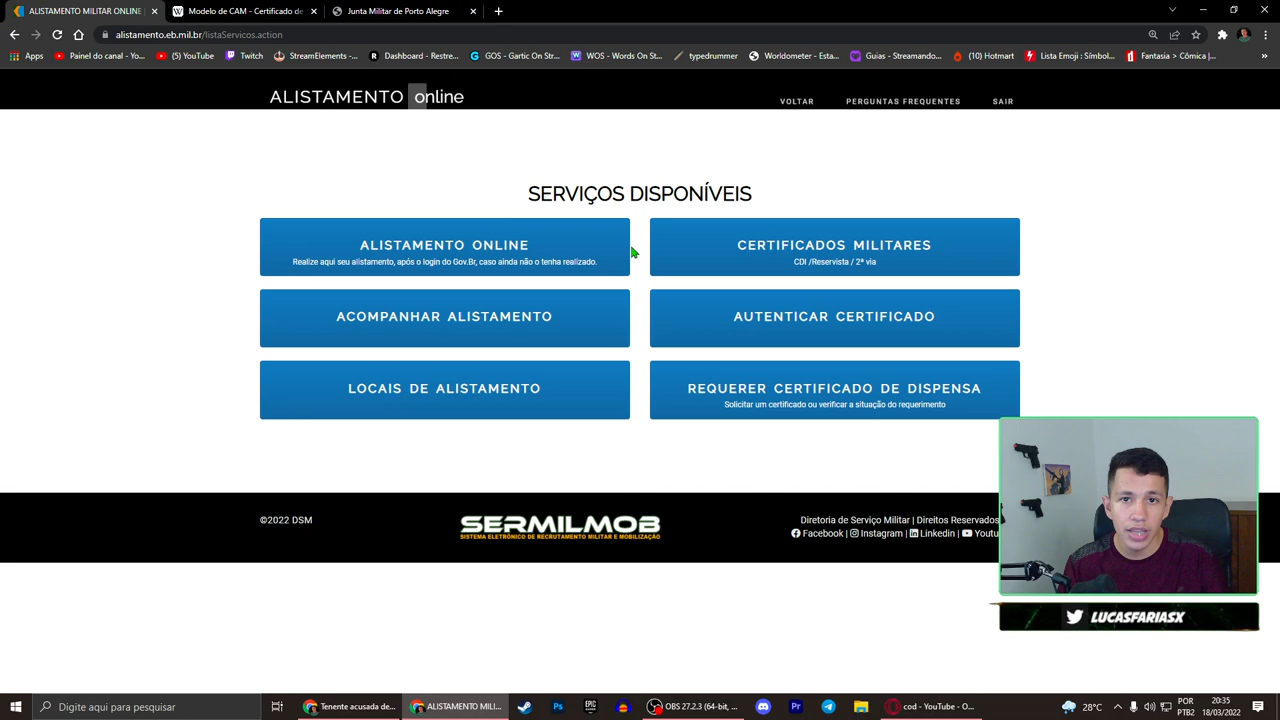 ALISTAMENTO ONLINE |
Modelo de CAM - Certificado de
Junta Militar de Porto Alegre
alistamento.eb.mil.br/listaServicos.action
Apps
Painel do canal - Yo...
(5) YouTube
Twitch
StreamElements -...
Dashboard - Restre...
GOS - Gartic On St...
WOS - Words On St...
typedrummer
Worldometer - Esta...
Guias - Streamando...
(10) Hotmart
Lista Emoji : Símbol...
Fantasia > Cômica |...
»
ALISTAMENTO online
VOLTAR
PERGUNTAS FREQUENTES
SAIR
SERVIÇOS DISPONÍVEIS
ALISTAMENTO ONLINE
Realize aqui seu alistamento, após o login do Gov.Br, caso ainda não o tenha realizado.
CERTIFICADOS MILITARES
CDI /Reservista / 2ª via
ACOMPANHAR ALISTAMENTO
AUTENTICAR CERTIFICADO
LOCAIS DE ALISTAMENTO
REQUERER CERTIFICADO DE DISPENSA
Solicitar um certificado ou verificar a situação do requerimento
©2022 DSM
SERMILMOB
SISTEMA ELETRÔNICO DE RECRUTAMENTO MILITAR E MOBILIZAÇÃO
Diretoria de Serviço Militar | Direitos Reservados
Facebook | Instagram | Linkedin | Youtu
LUCASFARIASX
Digite aqui para pesquisar
Tenente acusada de...
ALISTAMENTO MILI...
OBS 27.2.3 (64-bit, ...
cod - YouTube - O...
28°C
POR
PTB2
20:35
18/03/2022